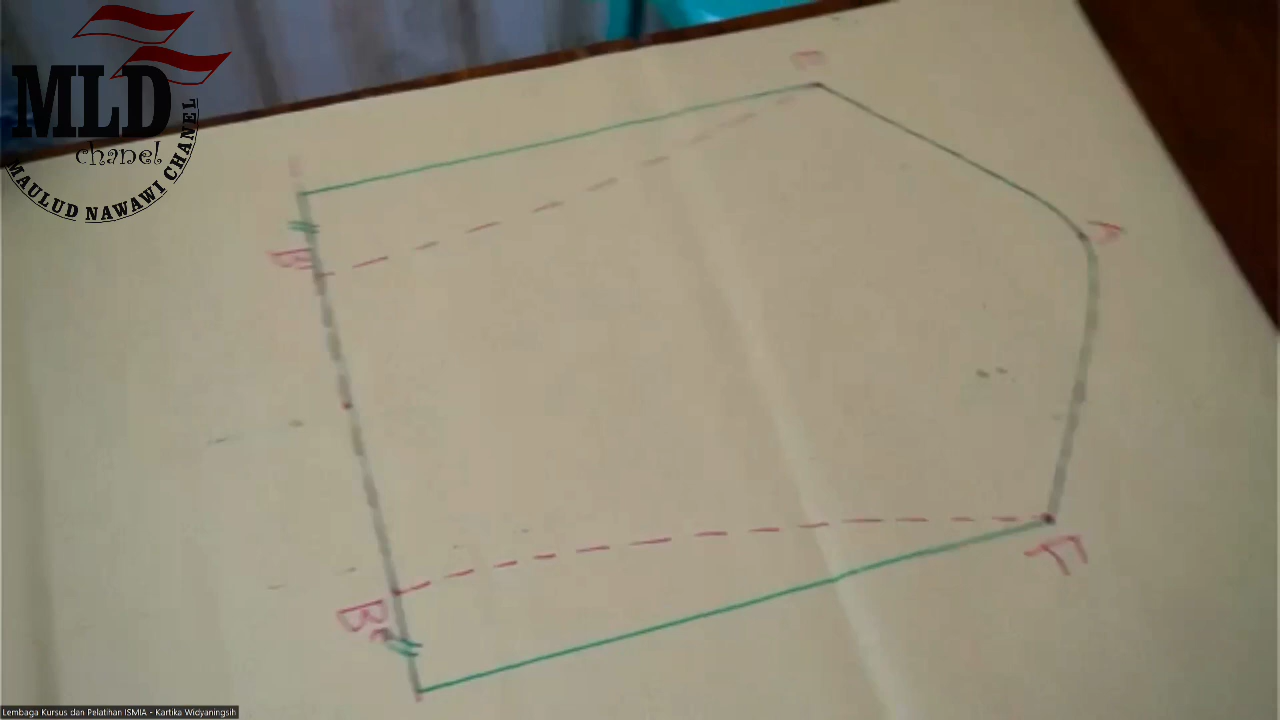 MLD
chanel
MAULUD NAWAWI CHANEL
E
A
B'
F
Lembaga Kursus dan Pelatihan ISMIA - Kartika Widyaningsih